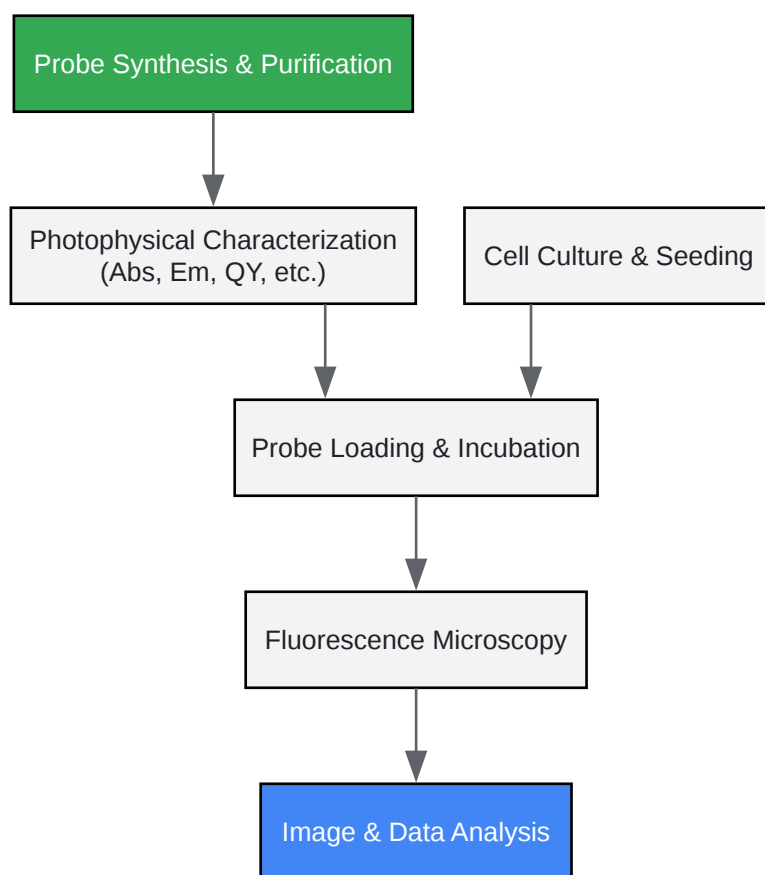 Probe Synthesis & Purification
Photophysical Characterization
(Abs, Em, QY, etc.)
Cell Culture & Seeding
Probe Loading & Incubation
Fluorescence Microscopy
Image & Data Analysis